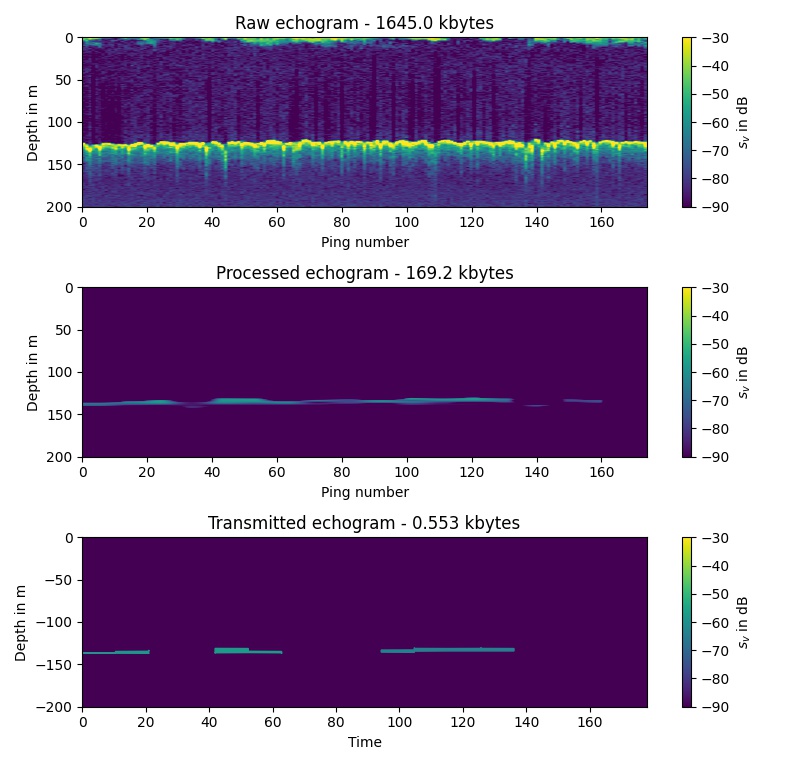 Raw echogram - 1645.0 kbytes
0
50
100
150
200
Depth in m
0 20 40 60 80 100 120 140 160
Ping number
−30
−40
−50
−60
−70
−80
−90
sv in dB
Processed echogram - 169.2 kbytes
0
50
100
150
200
Depth in m
0 20 40 60 80 100 120 140 160
Ping number
−30
−40
−50
−60
−70
−80
−90
sv in dB
Transmitted echogram - 0.553 kbytes
0
−50
−100
−150
−200
Depth in m
0 20 40 60 80 100 120 140 160
Time
−30
−40
−50
−60
−70
−80
−90
sv in dB